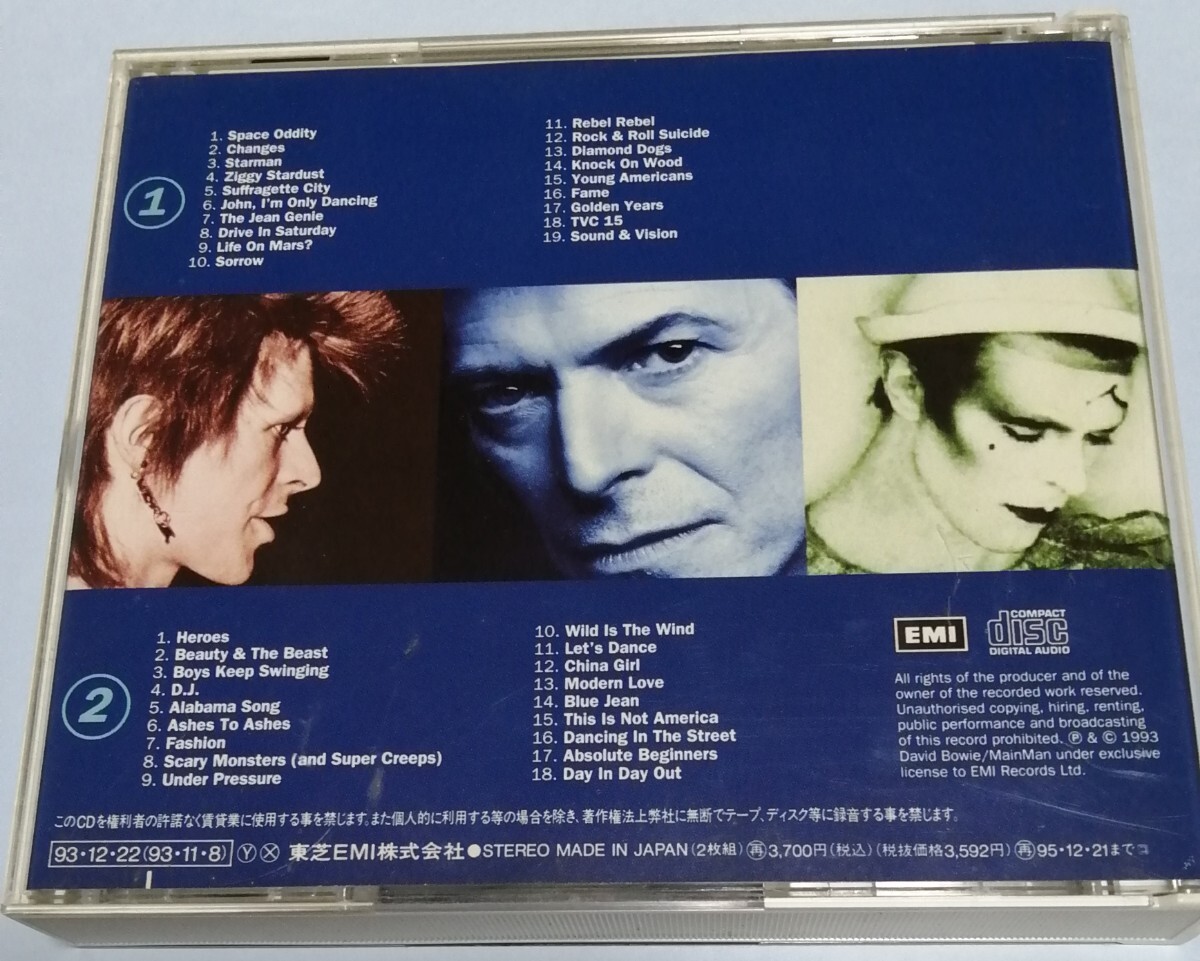 1
1. Space Oddity
2. Changes
3. Starman
4. Ziggy Stardust
5. Suffragette City
6. John, I'm Only Dancing
7. The Jean Genie
8. Drive In Saturday
9. Life On Mars?
10. Sorrow
11. Rebel Rebel
12. Rock & Roll Suicide
13. Diamond Dogs
14. Knock On Wood
15. Young Americans
16. Fame
17. Golden Years
18. TVC 15
19. Sound & Vision
2
1. Heroes
2. Beauty & The Beast
3. Boys Keep Swinging
4. D.J.
5. Alabama Song
6. Ashes To Ashes
7. Fashion
8. Scary Monsters (and Super Creeps)
9. Under Pressure
10. Wild Is The Wind
11. Let's Dance
12. China Girl
13. Modern Love
14. Blue Jean
15. This Is Not America
16. Dancing In The Street
17. Absolute Beginners
18. Day In Day Out
EMI
COMPACT
disc
DIGITAL AUDIO
All rights of the producer and of the
owner of the recorded work reserved.
Unauthorised copying, hiring, renting,
public performance and broadcasting
of this record prohibited. ℗ & © 1993
David Bowie/MainMan under exclusive
license to EMI Records Ltd.
このCDを権利者の許諾なく賃貸業に使用する事を禁じます。また個人的に利用する等の場合を除き、著作権法上弊社に無断でテープ、ディスク等に録音する事を禁じます。
93・12・22(93・11・8) Ⓨ Ⓧ 東芝EMI株式会社●STEREO MADE IN JAPAN(2枚組)㊢3,700円(税込)(税抜価格3,592円)㊢95・12・21まで